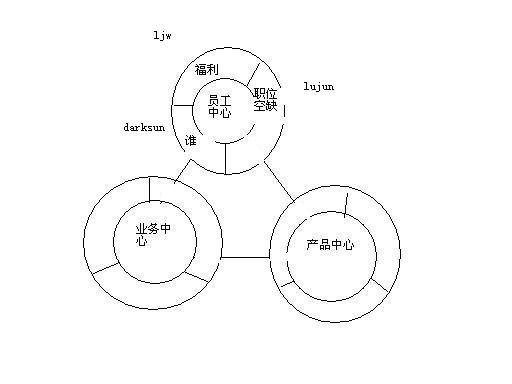 ljw
福利
lujun
职位
空缺
员工
中心
darksun
谁
业务中
心
产品中心